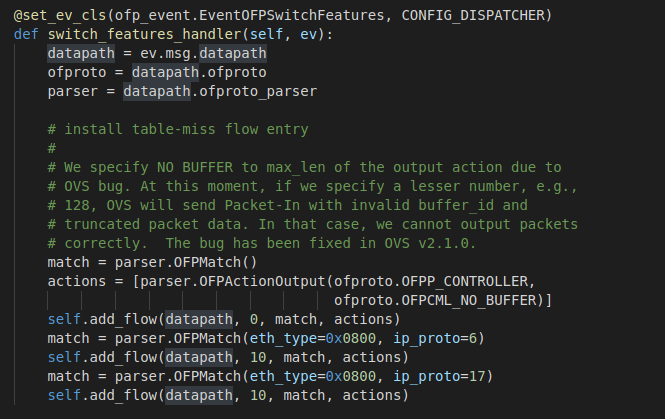 @set_ev_cls(ofp_event.EventOFPSwitchFeatures, CONFIG_DISPATCHER)
def switch_features_handler(self, ev):
    datapath = ev.msg.datapath
    ofproto = datapath.ofproto
    parser = datapath.ofproto_parser

    # install table-miss flow entry
    #
    # We specify NO BUFFER to max_len of the output action due to
    # OVS bug. At this moment, if we specify a lesser number, e.g.,
    # 128, OVS will send Packet-In with invalid buffer_id and
    # truncated packet data. In that case, we cannot output packets
    # correctly.  The bug has been fixed in OVS v2.1.0.
    match = parser.OFPMatch()
    actions = [parser.OFPActionOutput(ofproto.OFPP_CONTROLLER,
                                      ofproto.OFPCML_NO_BUFFER)]
    self.add_flow(datapath, 0, match, actions)
    match = parser.OFPMatch(eth_type=0x0800, ip_proto=6)
    self.add_flow(datapath, 10, match, actions)
    match = parser.OFPMatch(eth_type=0x0800, ip_proto=17)
    self.add_flow(datapath, 10, match, actions)